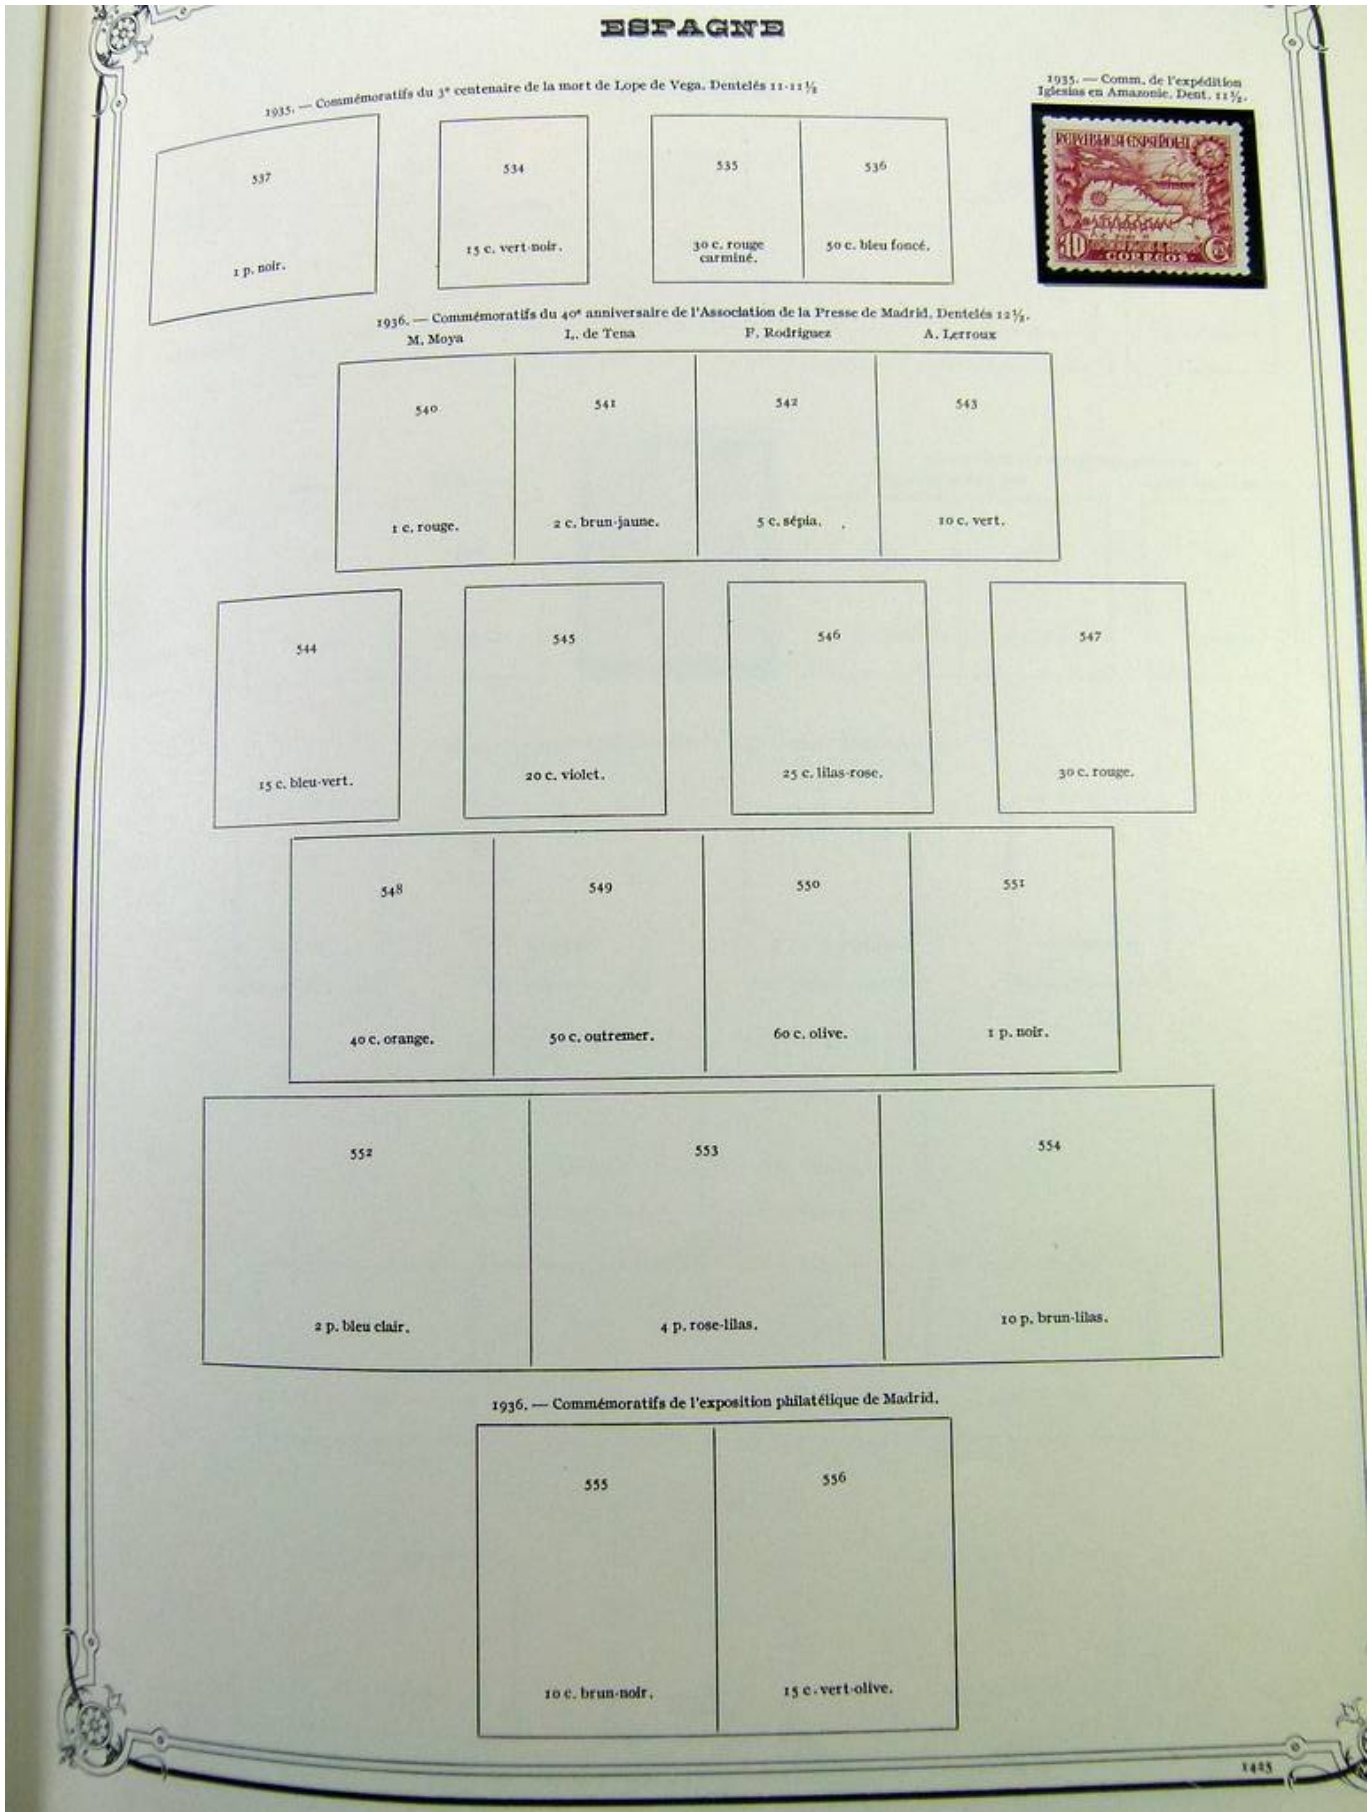 ESPAGNE
1935. — Commémoratifs du 3e centenaire de la mort de Lope de Vega. Dentelés 11-11½
1935. — Comm. de l'expédition
Iglesias en Amazonie. Dent. 11½.
537
534
535
536
1 p. noir.
15 c. vert-noir.
30 c. rouge
carminé.
50 c. bleu foncé.
REPUBLICA ESPAÑOLA
30
CORREOS
1936. — Commémoratifs du 40e anniversaire de l'Association de la Presse de Madrid. Dentelés 12½.
M. Moya
L. de Tena
F. Rodriguez
A. Lerroux
540
541
542
543
1 c. rouge.
2 c. brun-jaune.
5 c. sépia.
10 c. vert.
544
545
546
547
15 c. bleu-vert.
20 c. violet.
25 c. lilas-rose.
30 c. rouge.
548
549
550
551
40 c. orange.
50 c. outremer.
60 c. olive.
1 p. noir.
552
553
554
2 p. bleu clair.
4 p. rose-lilas.
10 p. brun-lilas.
1936. — Commémoratifs de l'exposition philatélique de Madrid.
555
556
10 c. brun-noir.
15 c. vert-olive.
1425